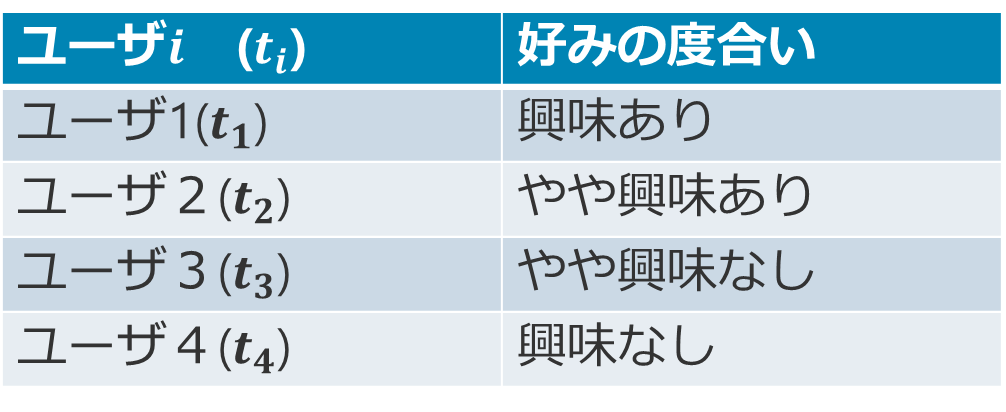 ユーザi (tᵢ) 好みの度合い
ユーザ1(t₁) 興味あり
ユーザ２(t₂) やや興味あり
ユーザ３(t₃) やや興味なし
ユーザ４(t₄) 興味なし